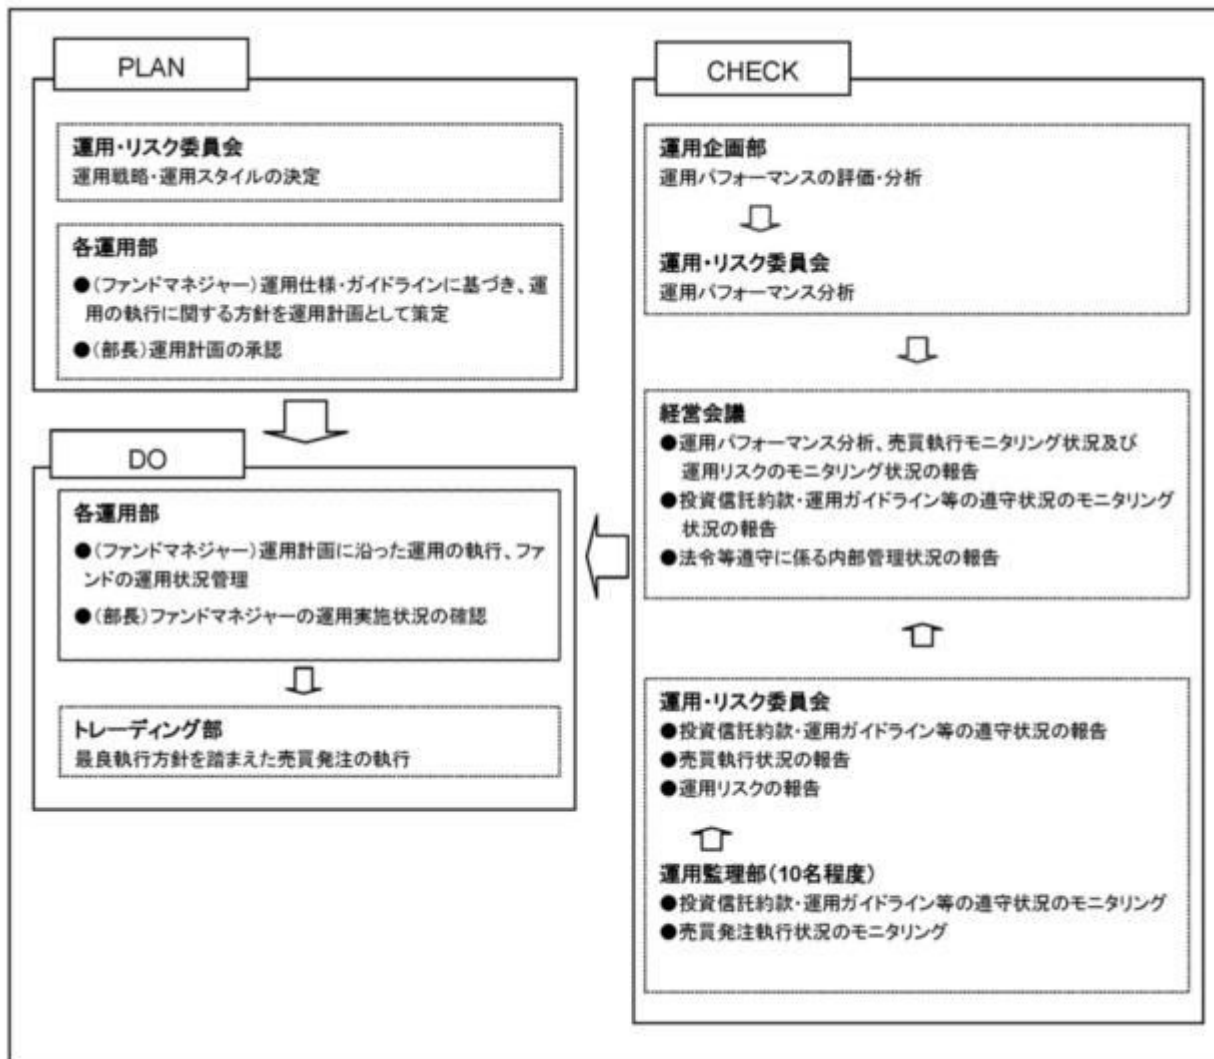 PLAN
運用・リスク委員会
運用戦略・運用スタイルの決定
各運用部
●(ファンドマネジャー)運用仕様・ガイドラインに基づき、運
用の執行に関する方針を運用計画として策定
●(部長)運用計画の承認
DO
各運用部
●(ファンドマネジャー)運用計画に沿った運用の執行、ファ
ンドの運用状況管理
●(部長)ファンドマネジャーの運用実施状況の確認
トレーディング部
最良執行方針を踏まえた売買発注の執行
CHECK
運用企画部
運用パフォーマンスの評価・分析
運用・リスク委員会
運用パフォーマンス分析
経営会議
●運用パフォーマンス分析、売買執行モニタリング状況及び
運用リスクのモニタリング状況の報告
●投資信託約款・運用ガイドライン等の遵守状況のモニタリング
状況の報告
●法令等遵守に係る内部管理状況の報告
運用・リスク委員会
●投資信託約款・運用ガイドライン等の遵守状況の報告
●売買執行状況の報告
●運用リスクの報告
運用監理部(10名程度)
●投資信託約款・運用ガイドライン等の遵守状況のモニタリング
●売買発注執行状況のモニタリング